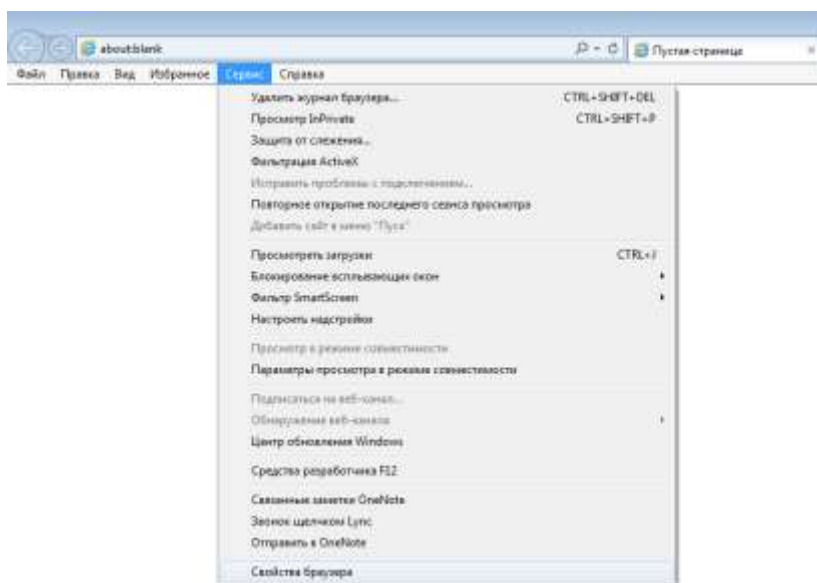 about:blank
Пустая страница
Файл Правка Вид Избранное Сервис Справка
Удалить журнал браузера... CTRL+SHIFT+DEL
Просмотр InPrivate CTRL+SHIFT+P
Защита от слежения...
Фильтрация ActiveX
Исправить проблемы с подключением...
Повторное открытие последнего сеанса просмотра
Добавить сайт в меню "Пуск"
Просмотреть загрузки CTRL+J
Блокирование всплывающих окон
Фильтр SmartScreen
Настроить надстройки
Просмотр в режиме совместимости
Параметры просмотра в режиме совместимости
Подписаться на веб-канал...
Обнаружение веб-канала
Центр обновления Windows
Средства разработчика F12
Связанные заметки OneNote
Звонок щелчком Lync
Отправить в OneNote
Свойства браузера